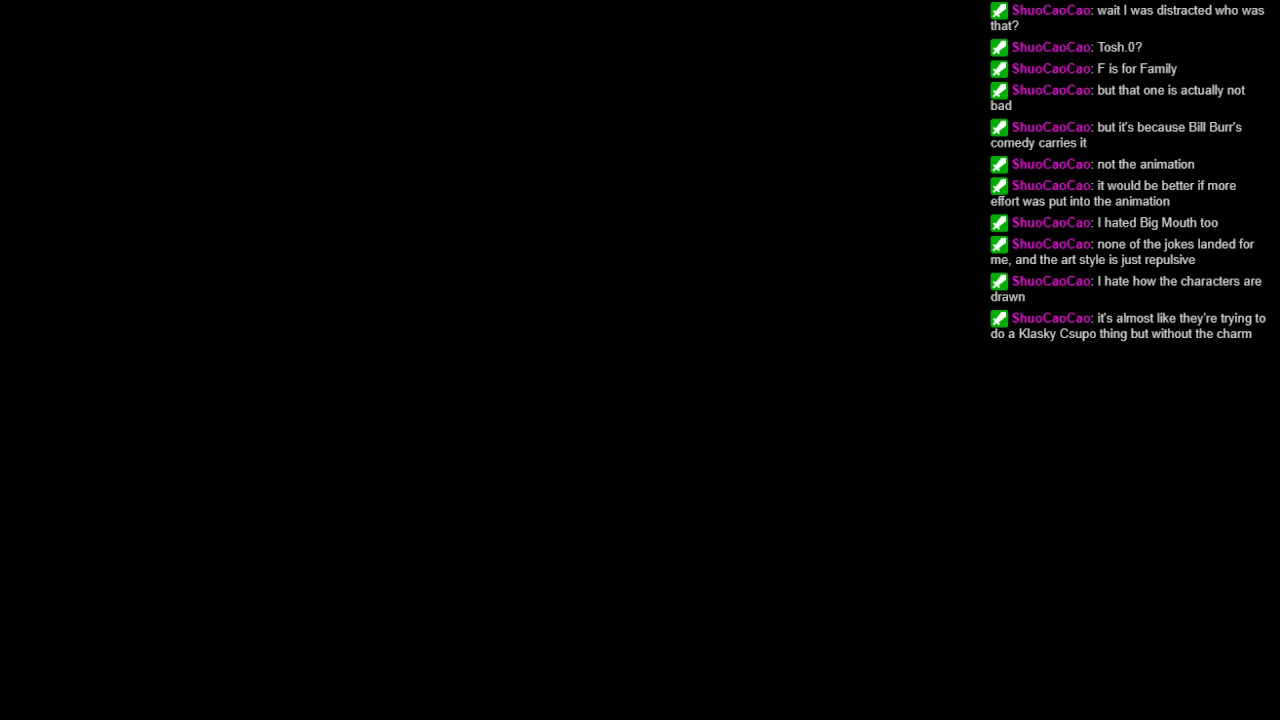 ShuoCaoCao: wait I was distracted who was
that?
ShuoCaoCao: Tosh.0?
ShuoCaoCao: F is for Family
ShuoCaoCao: but that one is actually not
bad
ShuoCaoCao: but it's because Bill Burr's
comedy carries it
ShuoCaoCao: not the animation
ShuoCaoCao: it would be better if more
effort was put into the animation
ShuoCaoCao: I hated Big Mouth too
ShuoCaoCao: none of the jokes landed for
me, and the art style is just repulsive
ShuoCaoCao: I hate how the characters are
drawn
ShuoCaoCao: it's almost like they're trying to
do a Klasky Csupo thing but without the charm